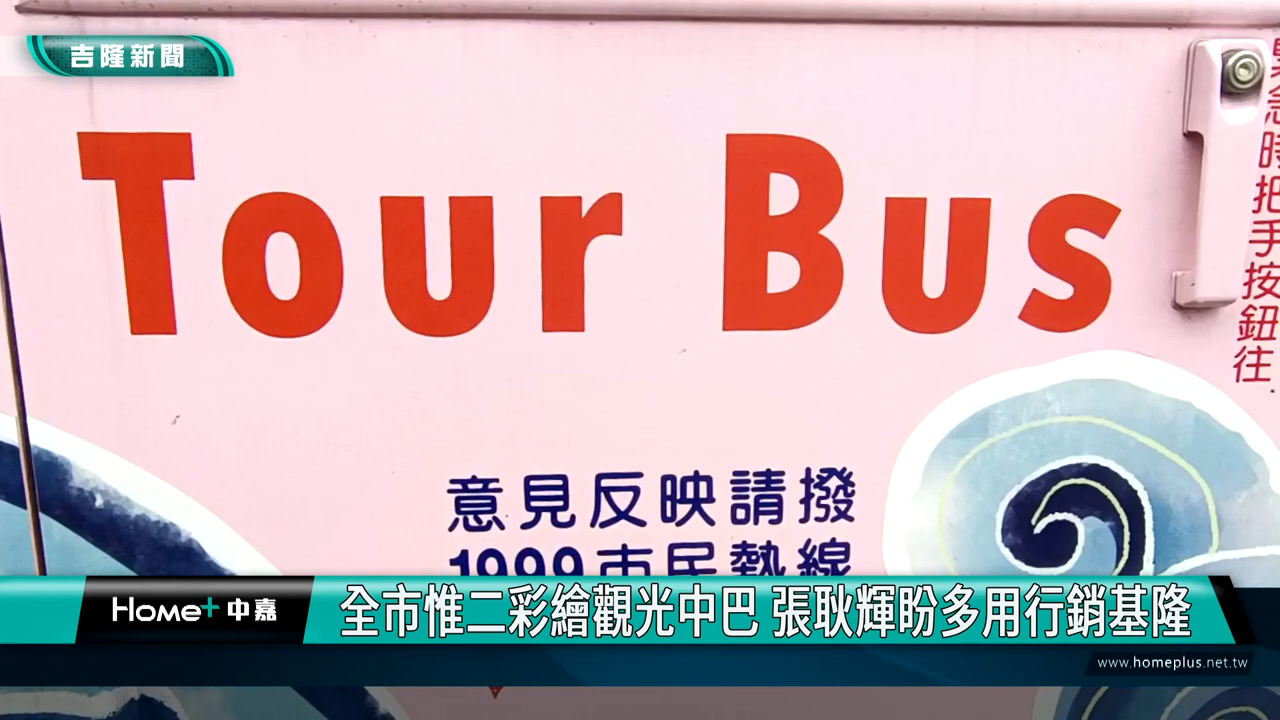 吉隆新聞
Tour Bus
緊急時把手按鈕往
意見反映請撥
1999市民熱線
Home+中嘉
全市惟二彩繪觀光中巴 張耿輝盼多用行銷基隆
www.homeplus.net.tw